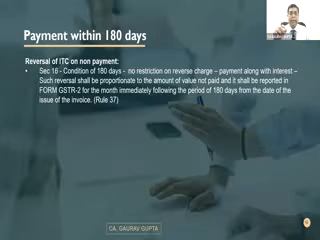 Payment within 180 days
Reversal of ITC on non payment:
• Sec 16 - Condition of 180 days - no restriction on reverse charge – payment along with interest –
Such reversal shall be proportionate to the amount of value not paid and it shall be reported in
FORM GSTR-2 for the month immediately following the period of 180 days from the date of
issue of the invoice. (Rule 37)
CA. GAURAV GUPTA